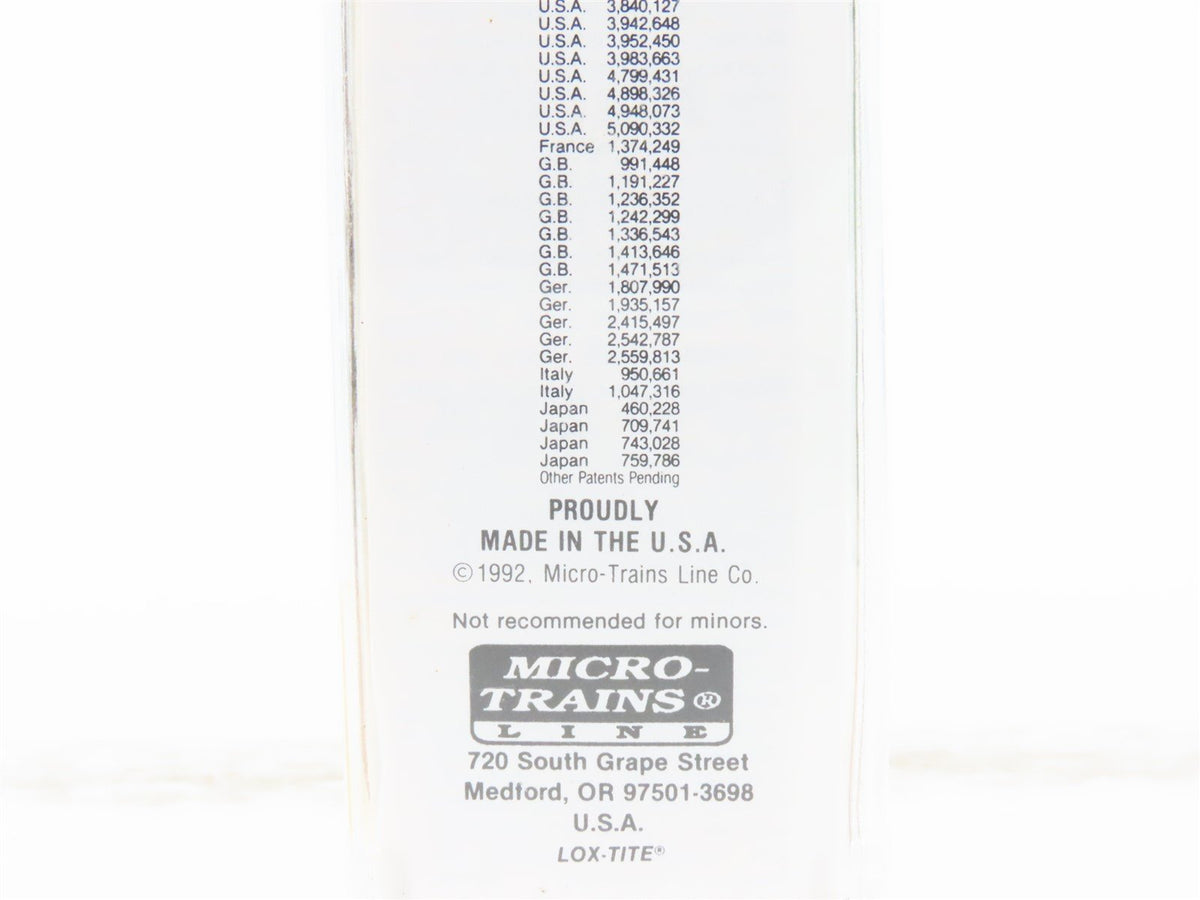 U.S.A. 3,840,127
U.S.A. 3,942,648
U.S.A. 3,952,450
U.S.A. 3,983,663
U.S.A. 4,799,431
U.S.A. 4,898,326
U.S.A. 4,948,073
U.S.A. 5,090,332
France 1,374,249
G.B. 991,448
G.B. 1,191,227
G.B. 1,236,352
G.B. 1,242,299
G.B. 1,336,543
G.B. 1,413,646
G.B. 1,471,513
Ger. 1,807,990
Ger. 1,935,157
Ger. 2,415,497
Ger. 2,542,787
Ger. 2,559,813
Italy 950,661
Italy 1,047,316
Japan 460,228
Japan 709,741
Japan 743,028
Japan 759,786
Other Patents Pending
PROUDLY
MADE IN THE U.S.A.
©1992, Micro-Trains Line Co.
Not recommended for minors.
MICRO-
TRAINS®
LINE
720 South Grape Street
Medford, OR 97501-3698
U.S.A.
LOX-TITE®